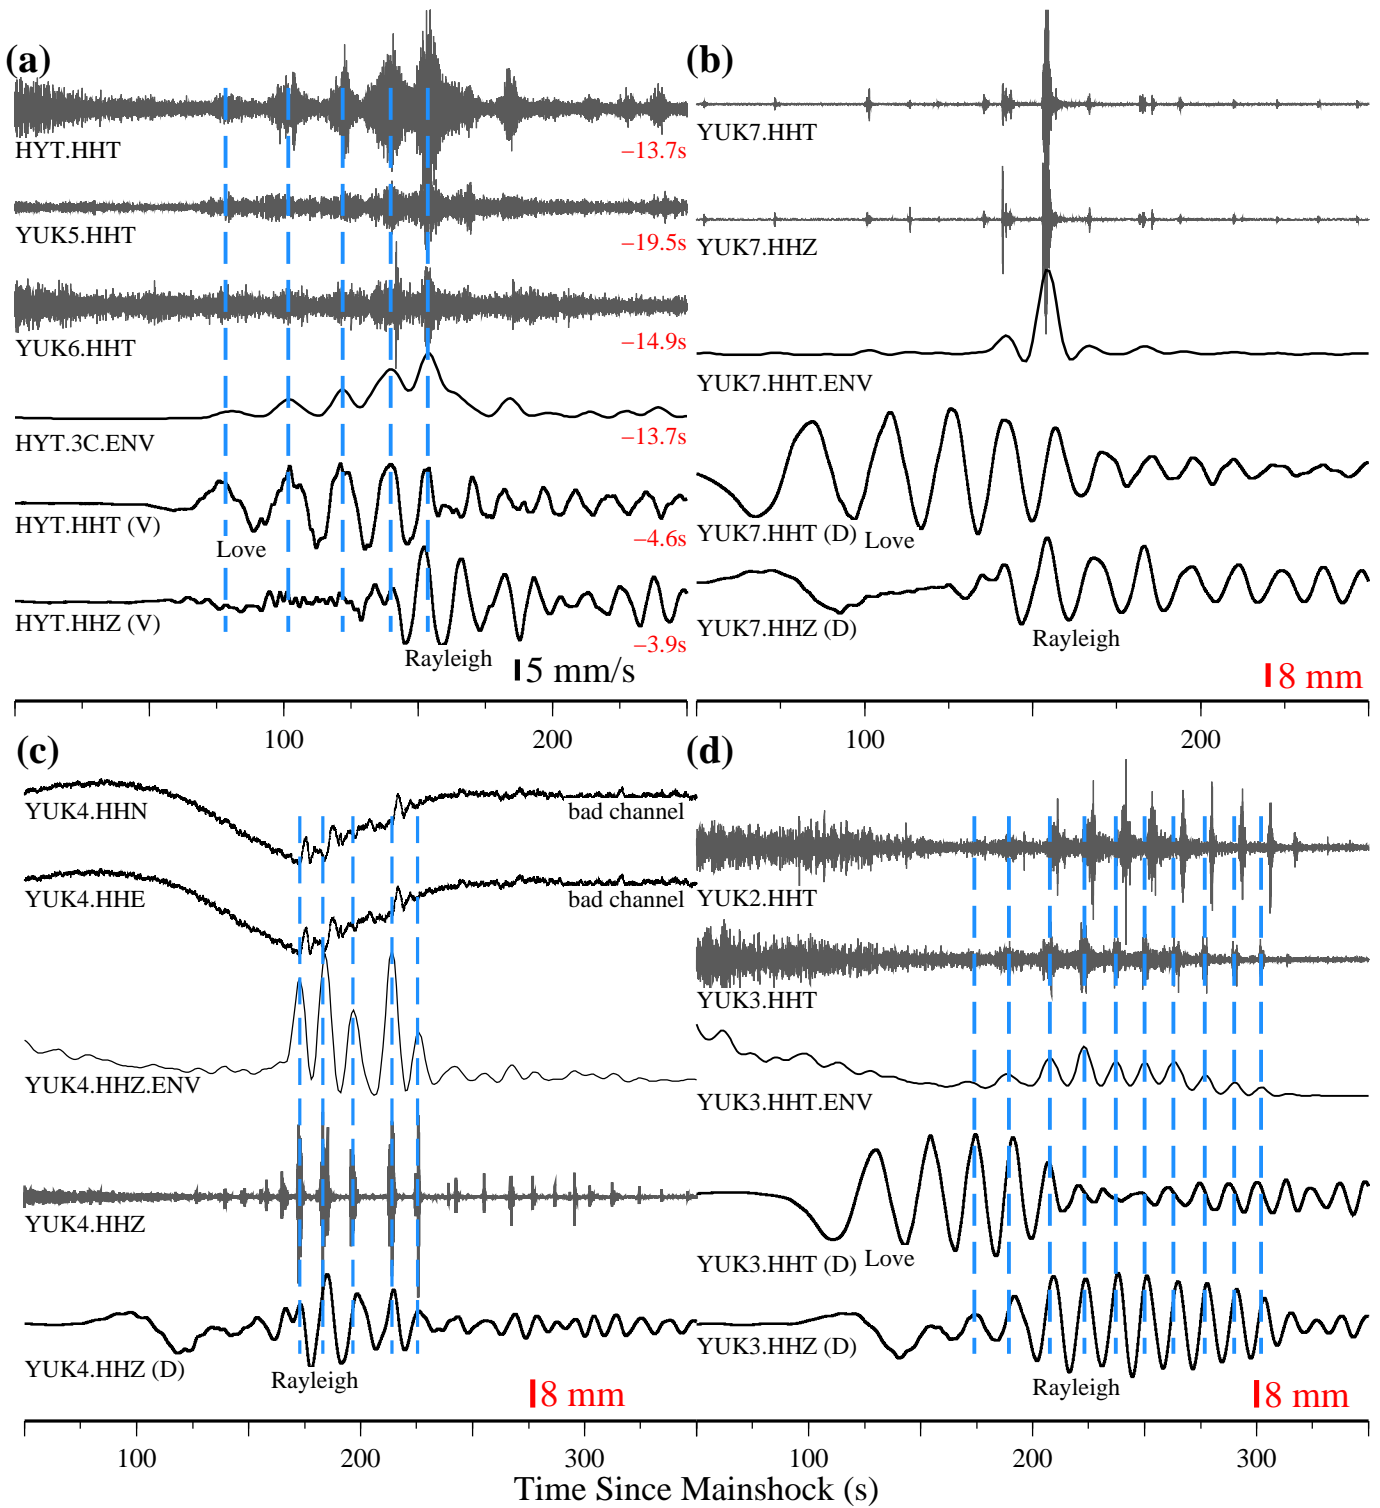 (a)
HYT.HHT
−13.7s
YUK5.HHT
−19.5s
YUK6.HHT
−14.9s
HYT.3C.ENV
−13.7s
HYT.HHT (V)
Love
−4.6s
HYT.HHZ (V)
−3.9s
Rayleigh
5 mm/s
100
200
(b)
YUK7.HHT
YUK7.HHZ
YUK7.HHT.ENV
YUK7.HHT (D)
Love
YUK7.HHZ (D)
Rayleigh
8 mm
100
200
(c)
YUK4.HHN
bad channel
YUK4.HHE
bad channel
YUK4.HHZ.ENV
YUK4.HHZ
YUK4.HHZ (D)
Rayleigh
8 mm
100
200
300
(d)
YUK2.HHT
YUK3.HHT
YUK3.HHT.ENV
YUK3.HHT (D)
Love
YUK3.HHZ (D)
Rayleigh
8 mm
100
200
300
Time Since Mainshock (s)